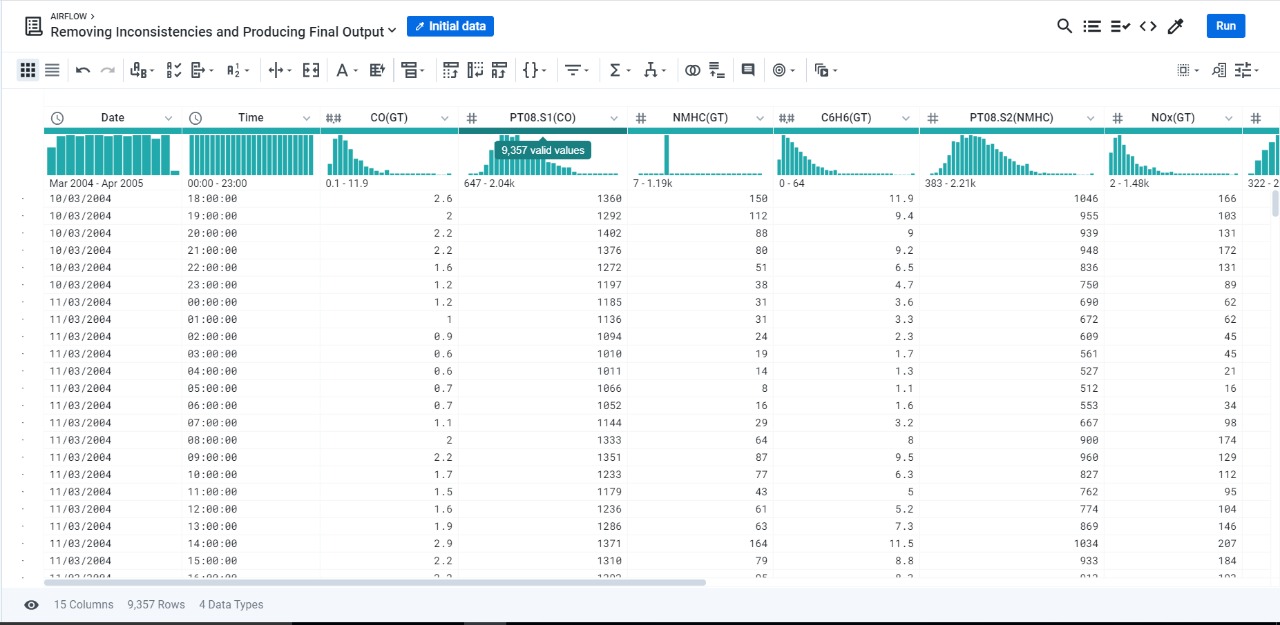 AIRFLOW >
Removing Inconsistencies and Producing Final Output
Initial data
Run
Date Time CO(GT) PT08.S1(CO) NMHC(GT) C6H6(GT) PT08.S2(NMHC) NOx(GT)
9,357 valid values
Mar 2004 - Apr 2005 00:00 - 23:00 0.1 - 11.9 647 - 2.04k 7 - 1.19k 0 - 64 383 - 2.21k 2 - 1.48k 322 - 2
10/03/2004 18:00:00 2.6 1360 150 11.9 1046 166
10/03/2004 19:00:00 2 1292 112 9.4 955 103
10/03/2004 20:00:00 2.2 1402 88 9 939 131
10/03/2004 21:00:00 2.2 1376 80 9.2 948 172
10/03/2004 22:00:00 1.6 1272 51 6.5 836 131
10/03/2004 23:00:00 1.2 1197 38 4.7 750 89
11/03/2004 00:00:00 1.2 1185 31 3.6 690 62
11/03/2004 01:00:00 1 1136 31 3.3 672 62
11/03/2004 02:00:00 0.9 1094 24 2.3 609 45
11/03/2004 03:00:00 0.6 1010 19 1.7 561 45
11/03/2004 04:00:00 0.6 1011 14 1.3 527 21
11/03/2004 05:00:00 0.7 1066 8 1.1 512 16
11/03/2004 06:00:00 0.7 1052 16 1.6 553 34
11/03/2004 07:00:00 1.1 1144 29 3.2 667 98
11/03/2004 08:00:00 2 1333 64 8 900 174
11/03/2004 09:00:00 2.2 1351 87 9.5 960 129
11/03/2004 10:00:00 1.7 1233 77 6.3 827 112
11/03/2004 11:00:00 1.5 1179 43 5 762 95
11/03/2004 12:00:00 1.6 1236 61 5.2 774 104
11/03/2004 13:00:00 1.9 1286 63 7.3 869 146
11/03/2004 14:00:00 2.9 1371 164 11.5 1034 207
11/03/2004 15:00:00 2.2 1310 79 8.8 933 184
15 Columns 9,357 Rows 4 Data Types